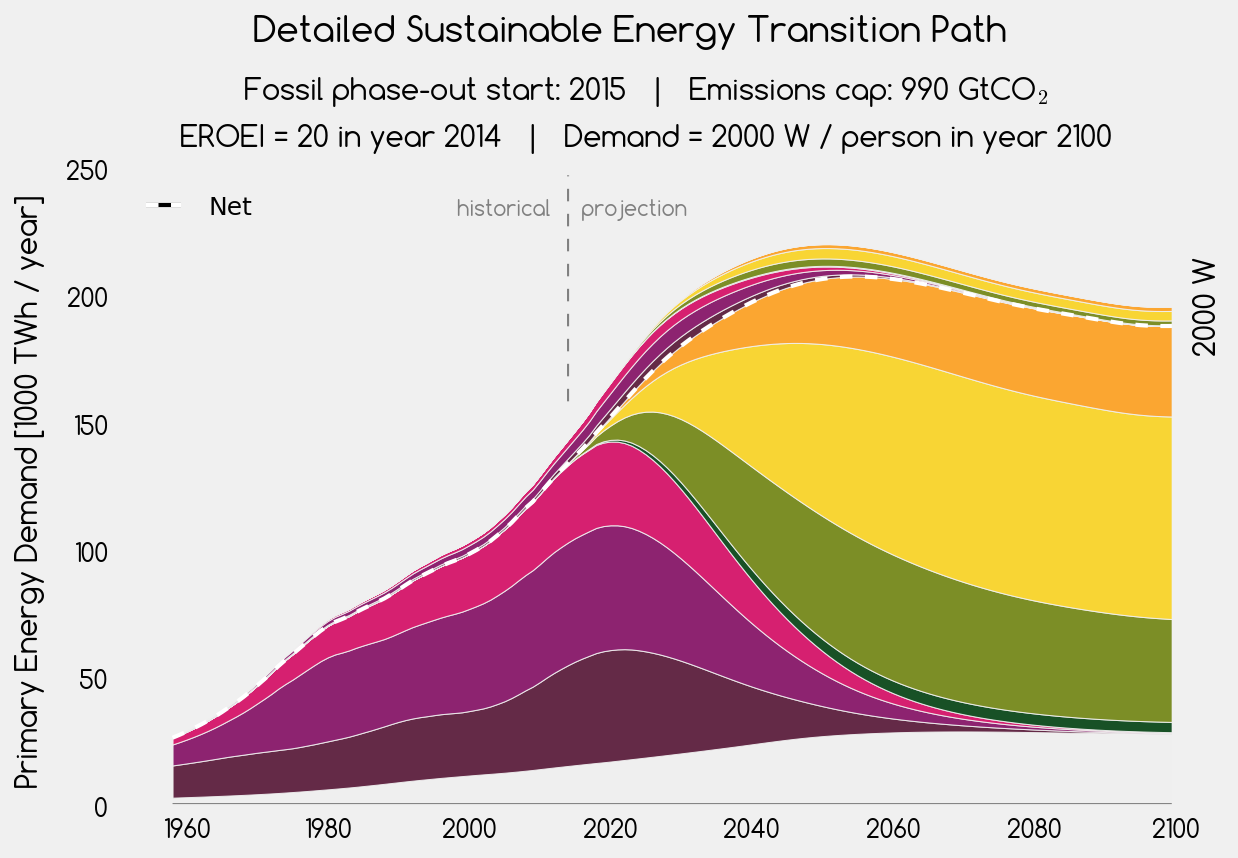 Detailed Sustainable Energy Transition Path
Fossil phase-out start: 2015 | Emissions cap: 990 GtCO₂
EROEI = 20 in year 2014 | Demand = 2000 W / person in year 2100
Primary Energy Demand [1000 TWh / year]
250
200
150
100
50
0
Net
historical
projection
2000 W
1960
1980
2000
2020
2040
2060
2080
2100